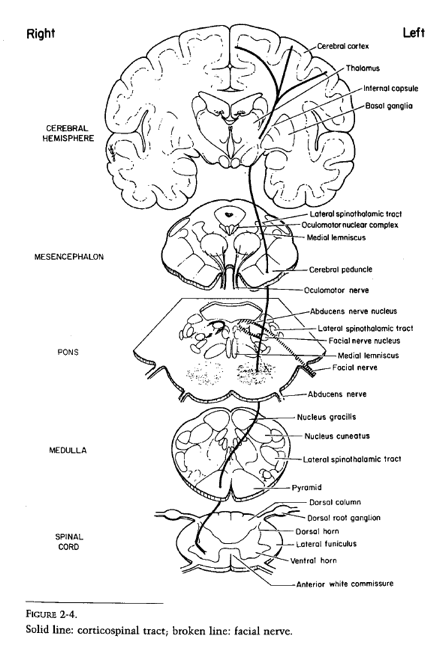 Right
Left
Cerebral cortex
Thalamus
Internal capsule
Basal ganglia
CEREBRAL
HEMISPHERE
Lateral spinothalamic tract
Oculomotor nuclear complex
Medial lemniscus
MESENCEPHALON
Cerebral peduncle
Oculomotor nerve
Abducens nerve nucleus
Lateral spinothalamic tract
Facial nerve nucleus
PONS
Medial lemniscus
Facial nerve
Abducens nerve
Nucleus gracilis
Nucleus cuneatus
MEDULLA
Lateral spinothalamic tract
Pyramid
Dorsal column
Dorsal root ganglion
Dorsal horn
SPINAL
CORD
Lateral funiculus
Ventral horn
Anterior white commissure
FIGURE 2-4.
Solid line: corticospinal tract; broken line: facial nerve.